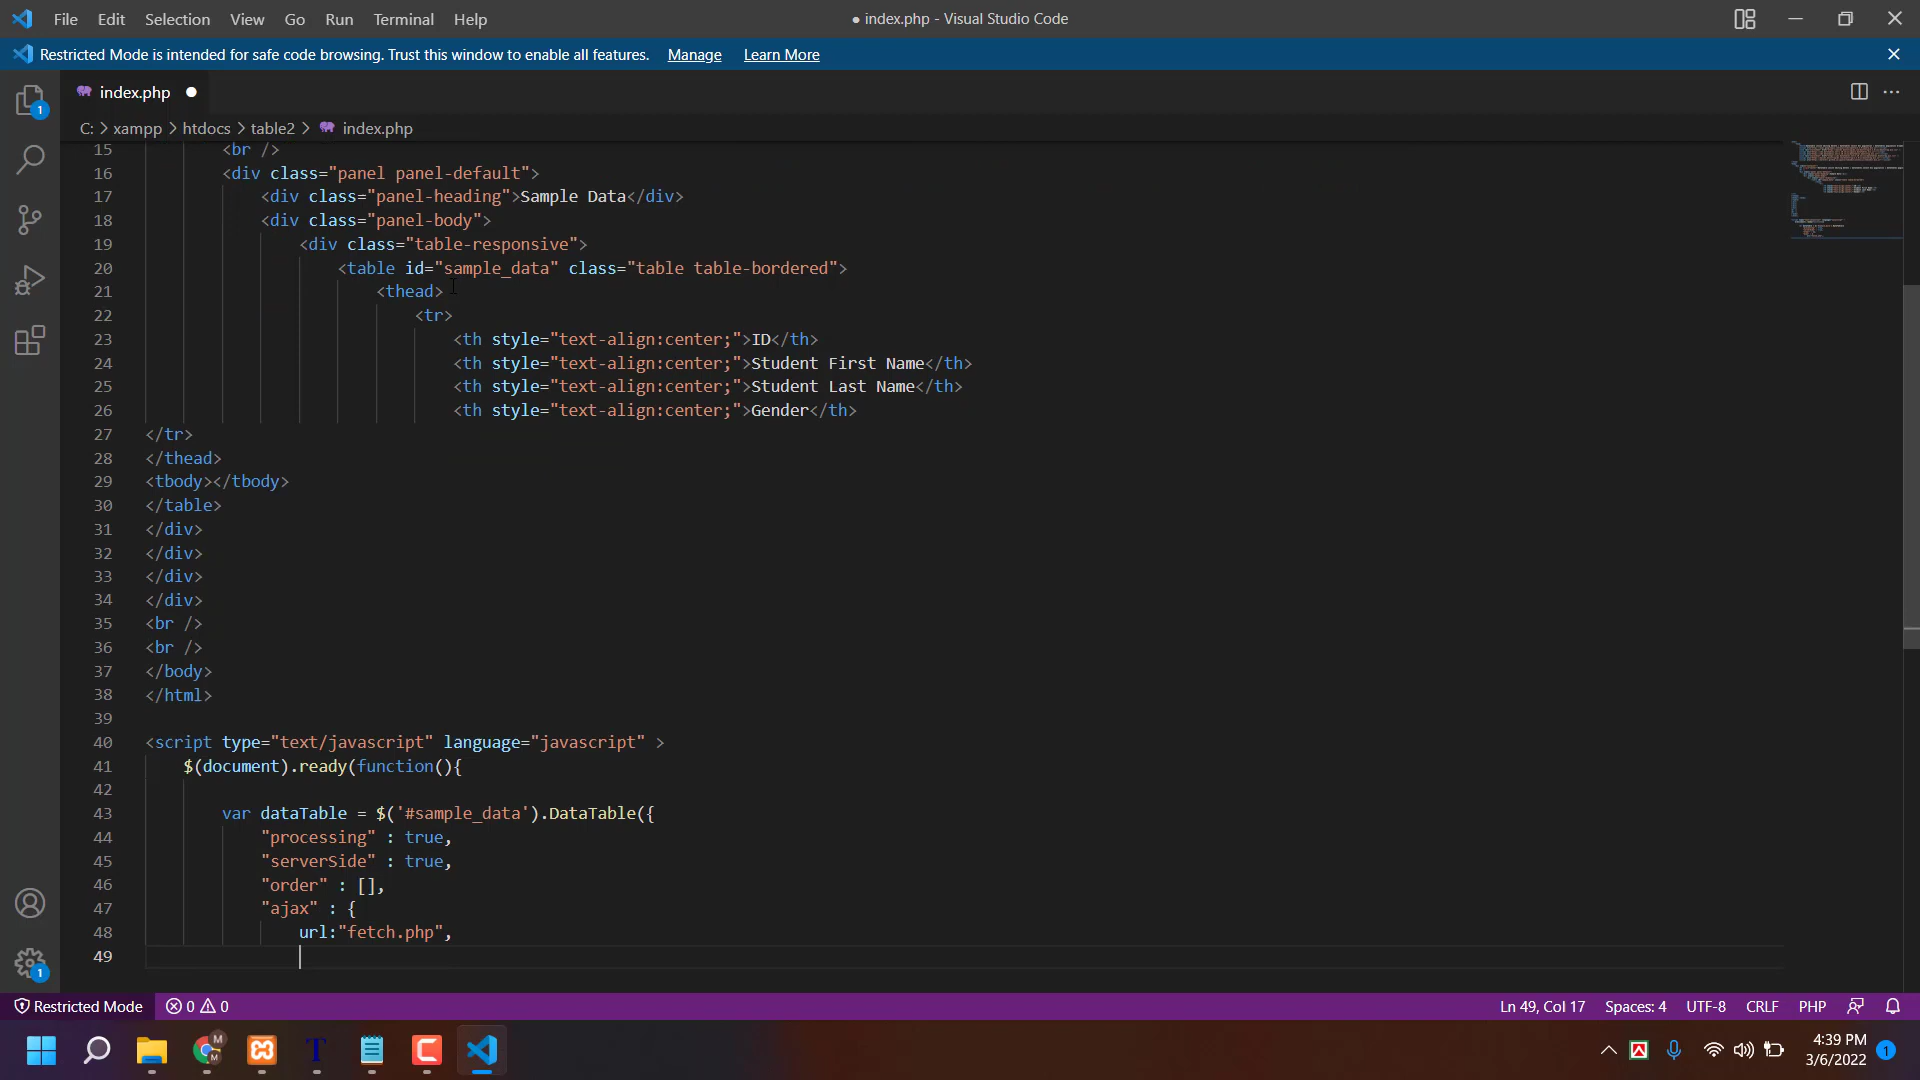 File Edit Selection View Go Run Terminal Help ● index.php - Visual Studio Code
Restricted Mode is intended for safe code browsing. Trust this window to enable all features. Manage Learn More
index.php ●
1
C: > xampp > htdocs > table2 > index.php
15 <br />
16 <div class="panel panel-default">
17 <div class="panel-heading">Sample Data</div>
18 <div class="panel-body">
19 <div class="table-responsive">
20 <table id="sample_data" class="table table-bordered">
21 <thead>
22 <tr>
23 <th style="text-align:center;">ID</th>
24 <th style="text-align:center;">Student First Name</th>
25 <th style="text-align:center;">Student Last Name</th>
26 <th style="text-align:center;">Gender</th>
27 </tr>
28 </thead>
29 <tbody></tbody>
30 </table>
31 </div>
32 </div>
33 </div>
34 </div>
35 <br />
36 <br />
37 </body>
38 </html>
39
40 <script type="text/javascript" language="javascript" >
41 $(document).ready(function(){
42
43 var dataTable = $('#sample_data').DataTable({
44 "processing" : true,
45 "serverSide" : true,
46 "order" : [],
47 "ajax" : {
48 url:"fetch.php",
49
1
Restricted Mode 0 0 Ln 49, Col 17 Spaces: 4 UTF-8 CRLF PHP
M M T C 4:39 PM
3/6/2022 1